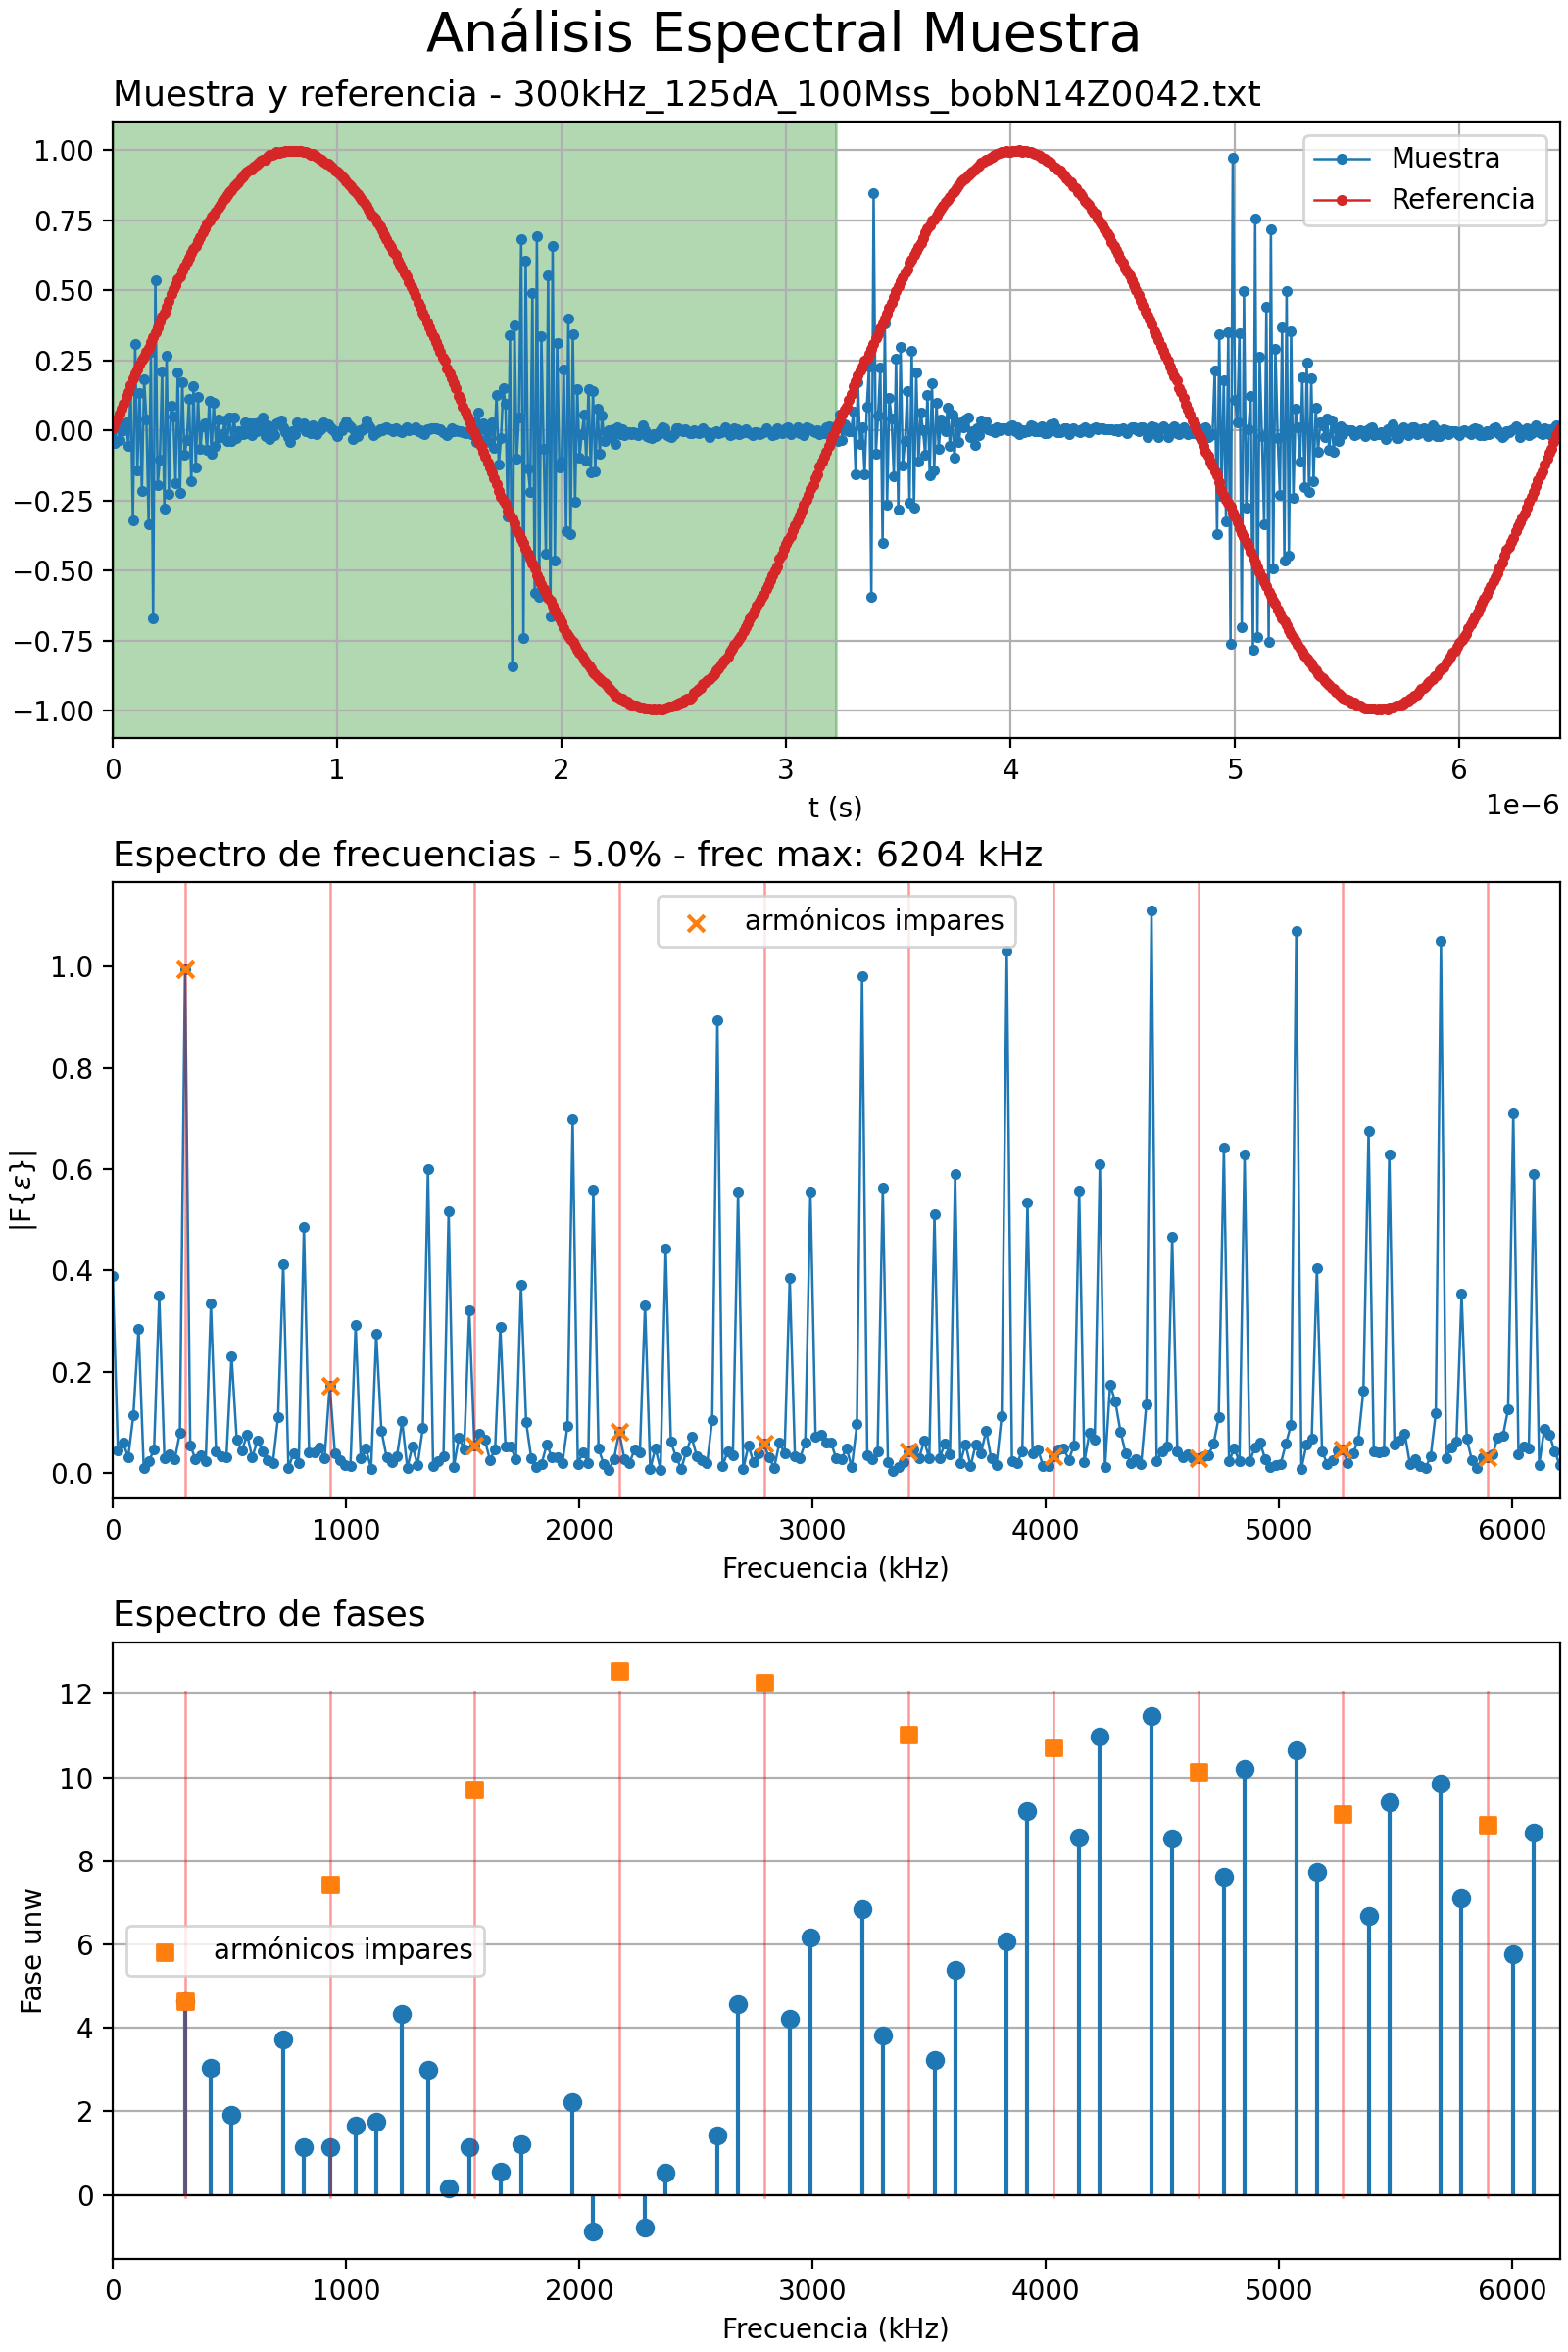 Análisis Espectral Muestra
Muestra y referencia - 300kHz_125dA_100Mss_bobN14Z0042.txt
1.00
0.75
0.50
0.25
0.00
−0.25
−0.50
−0.75
−1.00
Muestra
Referencia
0 1 2 3 4 5 6
1e−6
t (s)
Espectro de frecuencias - 5.0% - frec max: 6204 kHz
armónicos impares
1.0
0.8
0.6
0.4
0.2
0.0
|F{ε}|
0 1000 2000 3000 4000 5000 6000
Frecuencia (kHz)
Espectro de fases
12
10
8
6
4
2
0
Fase unw
armónicos impares
0 1000 2000 3000 4000 5000 6000
Frecuencia (kHz)